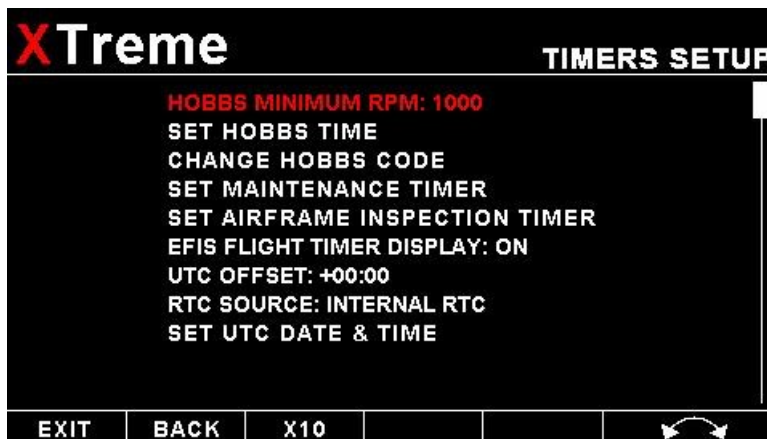 XTreme
TIMERS SETUP
HOBBS MINIMUM RPM: 1000
SET HOBBS TIME
CHANGE HOBBS CODE
SET MAINTENANCE TIMER
SET AIRFRAME INSPECTION TIMER
EFIS FLIGHT TIMER DISPLAY: ON
UTC OFFSET: +00:00
RTC SOURCE: INTERNAL RTC
SET UTC DATE & TIME
EXIT BACK X10